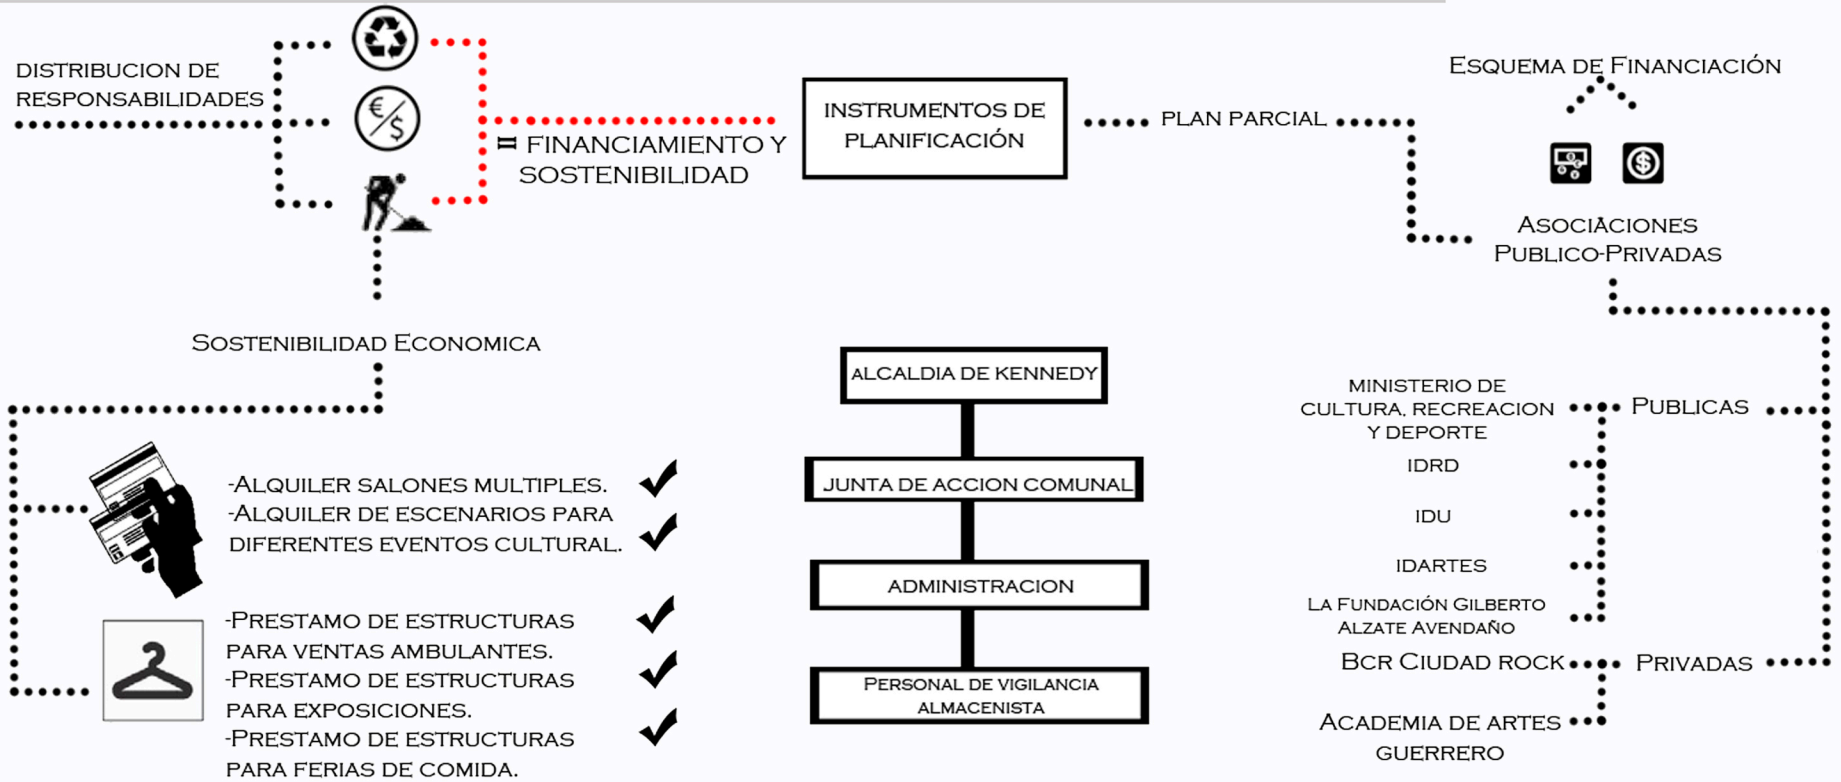 DISTRIBUCION DE
RESPONSABILIDADES
€/$
= FINANCIAMIENTO Y
SOSTENIBILIDAD
INSTRUMENTOS DE
PLANIFICACIÓN
PLAN PARCIAL
ESQUEMA DE FINANCIACIÓN
$
ASOCIACIONES
PUBLICO-PRIVADAS
SOSTENIBILIDAD ECONOMICA
-ALQUILER SALONES MULTIPLES.
-ALQUILER DE ESCENARIOS PARA
DIFERENTES EVENTOS CULTURAL.
-PRESTAMO DE ESTRUCTURAS
PARA VENTAS AMBULANTES.
-PRESTAMO DE ESTRUCTURAS
PARA EXPOSICIONES.
-PRESTAMO DE ESTRUCTURAS
PARA FERIAS DE COMIDA.
aLCALDIA DE KENNEDY
JUNTA DE ACCION COMUNAL
ADMINISTRACION
PERSONAL DE VIGILANCIA
ALMACENISTA
MINISTERIO DE
CULTURA, RECREACION
Y DEPORTE
PUBLICAS
IDRD
IDU
IDARTES
LA FUNDACIÓN GILBERTO
ALZATE AVENDAÑO
BCR CIUDAD ROCK
PRIVADAS
ACADEMIA DE ARTES
GUERRERO